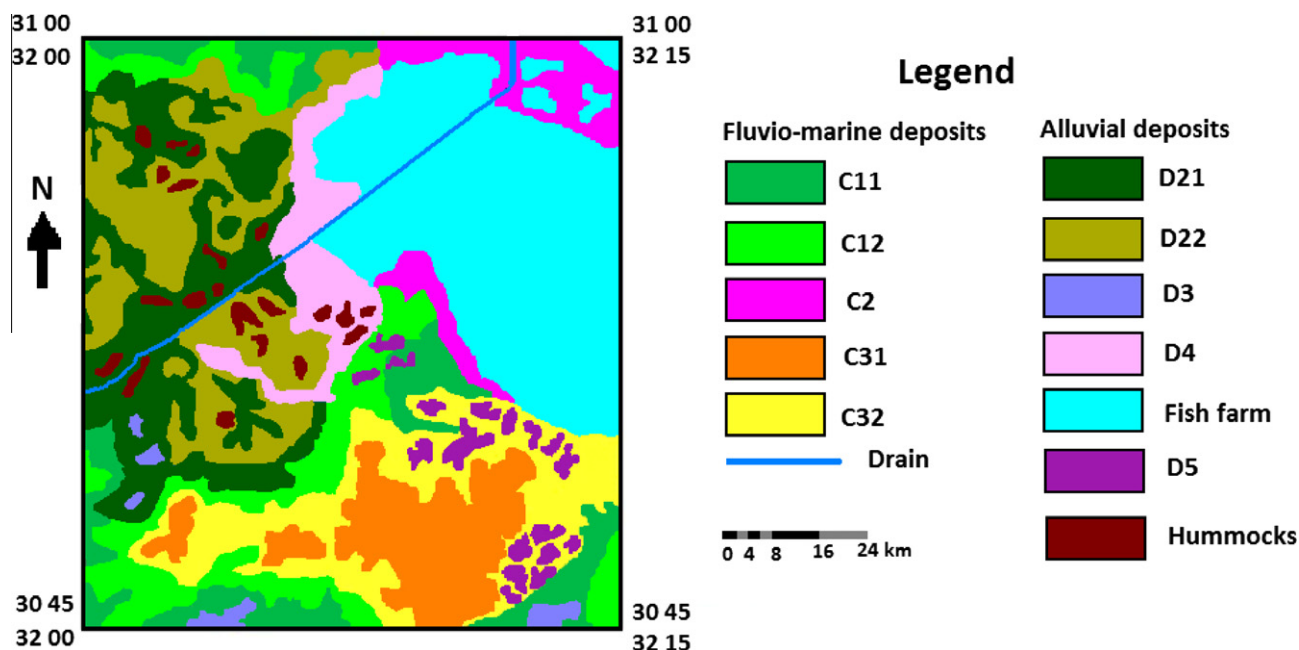 31 00
32 00
31 00
32 15
N
30 45
32 00
30 45
32 15
Legend
Fluvio-marine deposits
C11
C12
C2
C31
C32
Drain
0 4 8 16 24 km
Alluvial deposits
D21
D22
D3
D4
Fish farm
D5
Hummocks